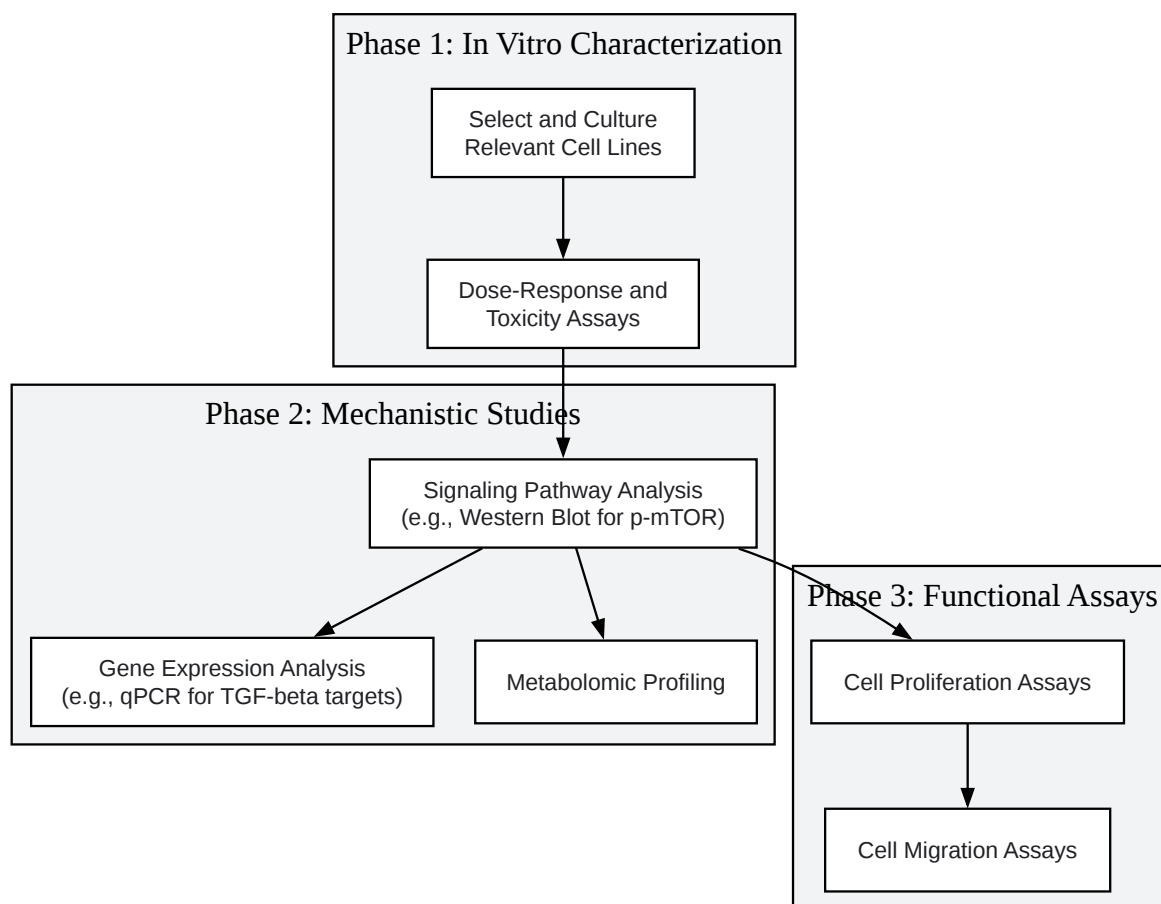 Phase 1: In Vitro Characterization
Select and Culture
Relevant Cell Lines
Dose-Response and
Toxicity Assays
Phase 2: Mechanistic Studies
Signaling Pathway Analysis
(e.g., Western Blot for p-mTOR)
Gene Expression Analysis
(e.g., qPCR for TGF-beta targets)
Metabolomic Profiling
Phase 3: Functional Assays
Cell Proliferation Assays
Cell Migration Assays